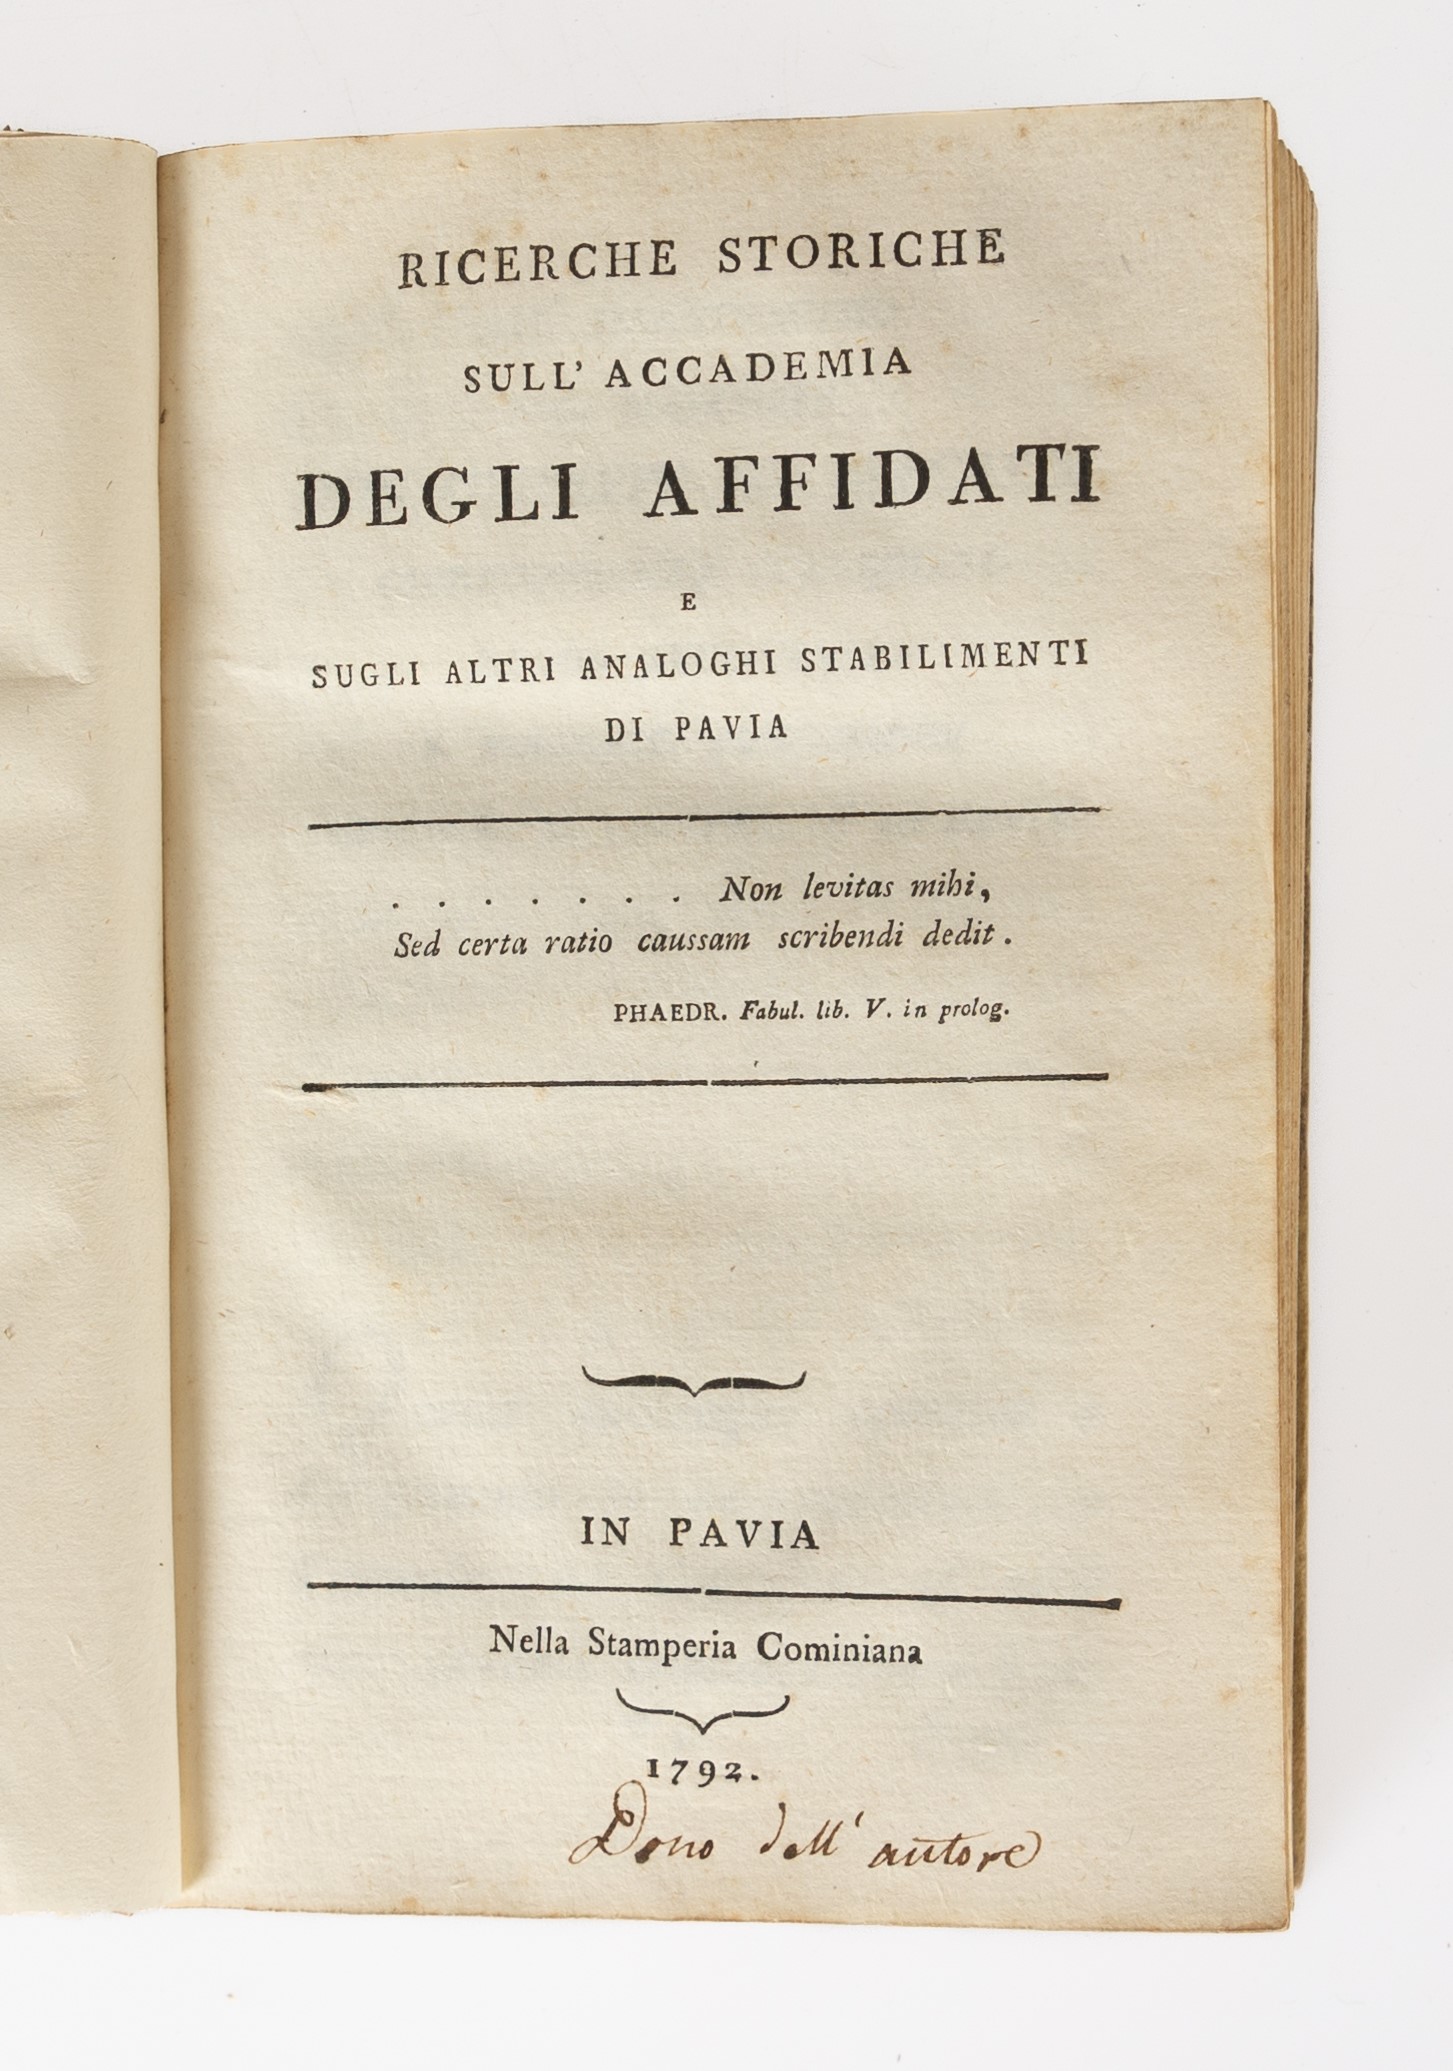 RICERCHE STORICHE
SULL' ACCADEMIA
DEGLI AFFIDATI
E
SUGLI ALTRI ANALOGHI STABILIMENTI
DI PAVIA
. . . . . . . Non levitas mihi,
Sed certa ratio caussam scribendi dedit.
PHAEDR. Fabul. lib. V. in prolog.
IN PAVIA
Nella Stamperia Cominiana
1792.
Dono dell' autore